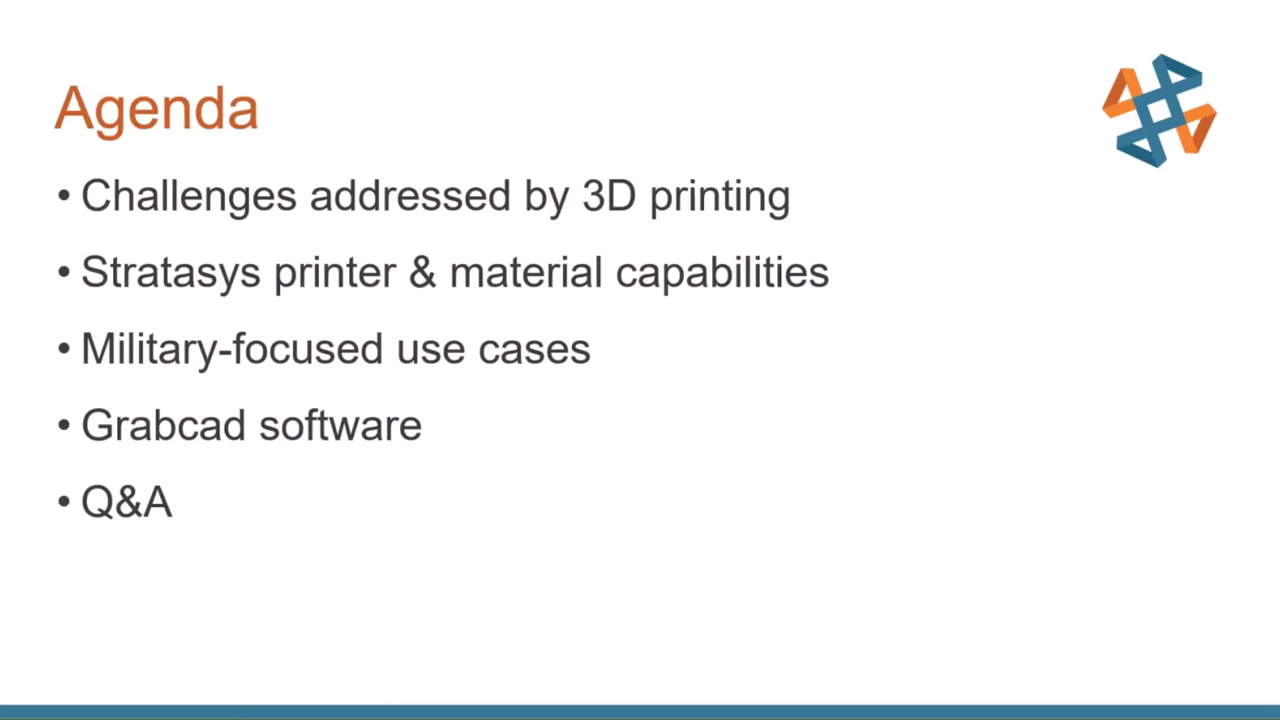 Agenda
• Challenges addressed by 3D printing
• Stratasys printer & material capabilities
• Military-focused use cases
• Grabcad software
• Q&A